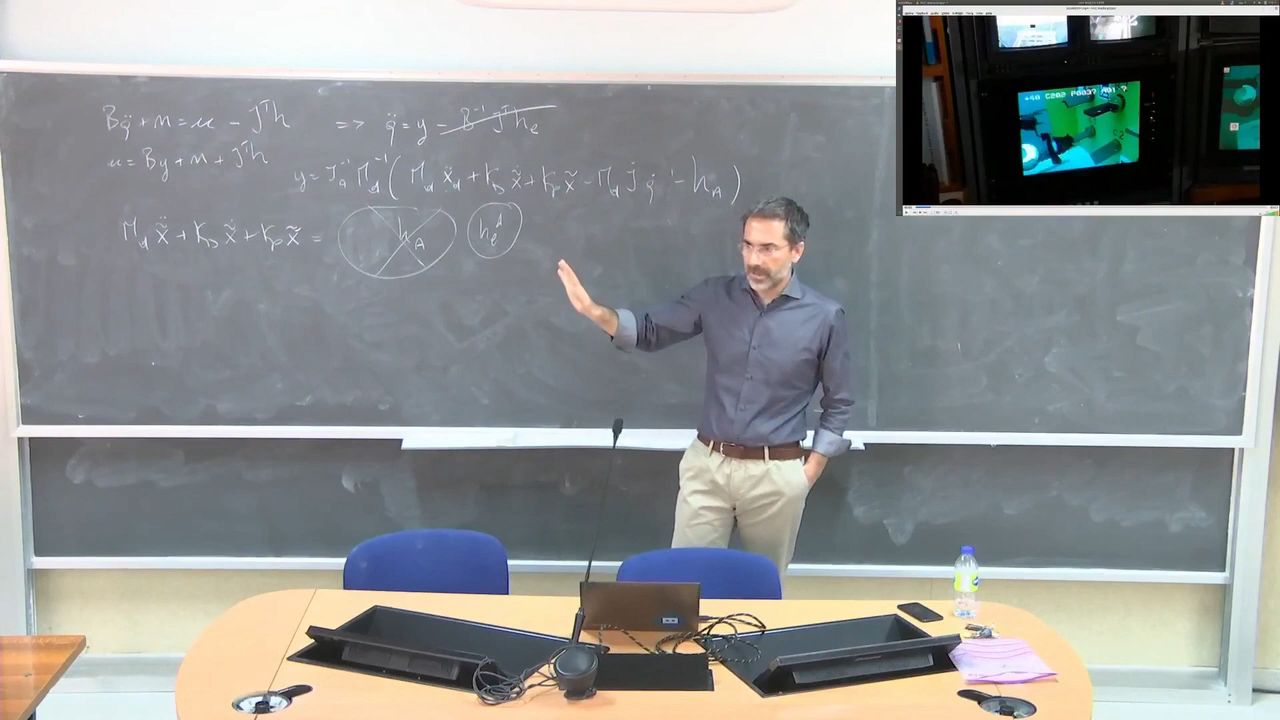 Bq̈ + n = u - Jᵀh => q̈ = y - B⁻¹Jᵀhₑ
u = By + n + Jᵀh
y = J_A⁻¹ M_d⁻¹ ( M_d ẍ_d + K_D x̃̇ + K_P x̃ - M_d J̇ q̇ - h_A )
M_d x̃̈ + K_D x̃̇ + K_P x̃ = h_A hₑᵈ